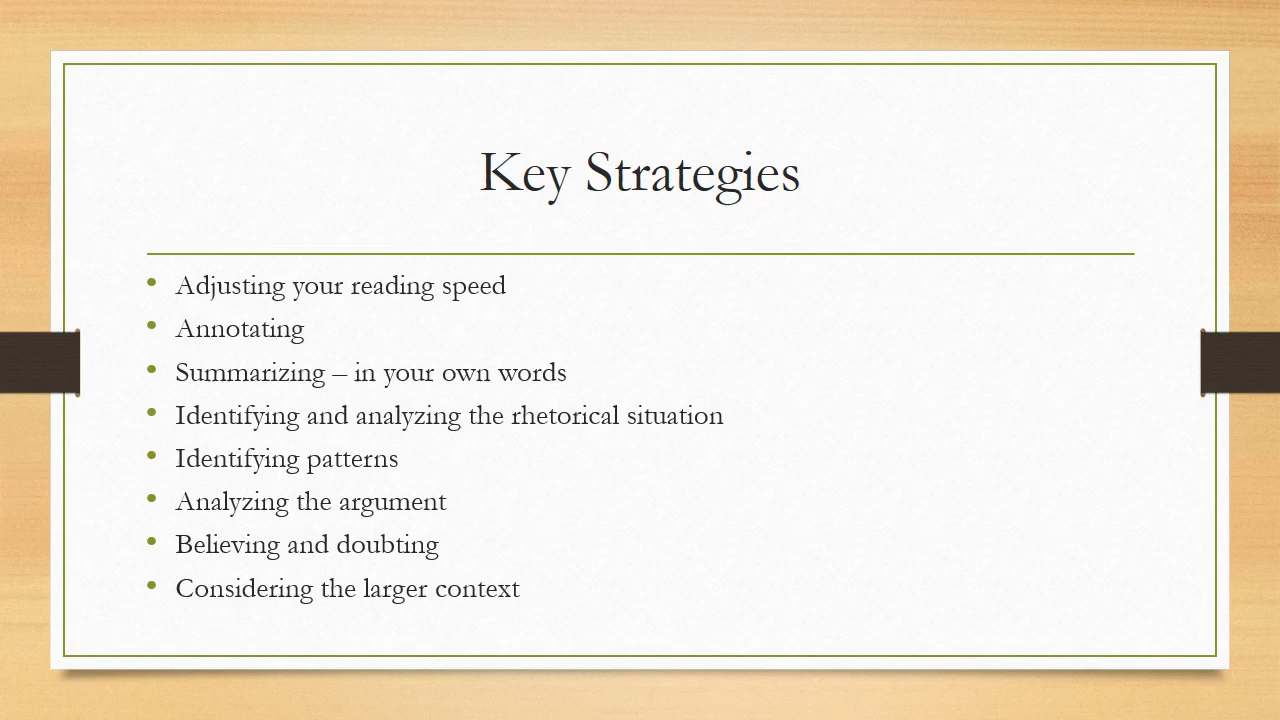 Key Strategies
• Adjusting your reading speed
• Annotating
• Summarizing – in your own words
• Identifying and analyzing the rhetorical situation
• Identifying patterns
• Analyzing the argument
• Believing and doubting
• Considering the larger context